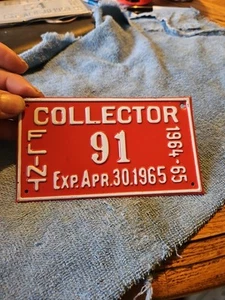 COLLECTOR
FLINT
91
1964-65
EXP. APR. 30. 1965